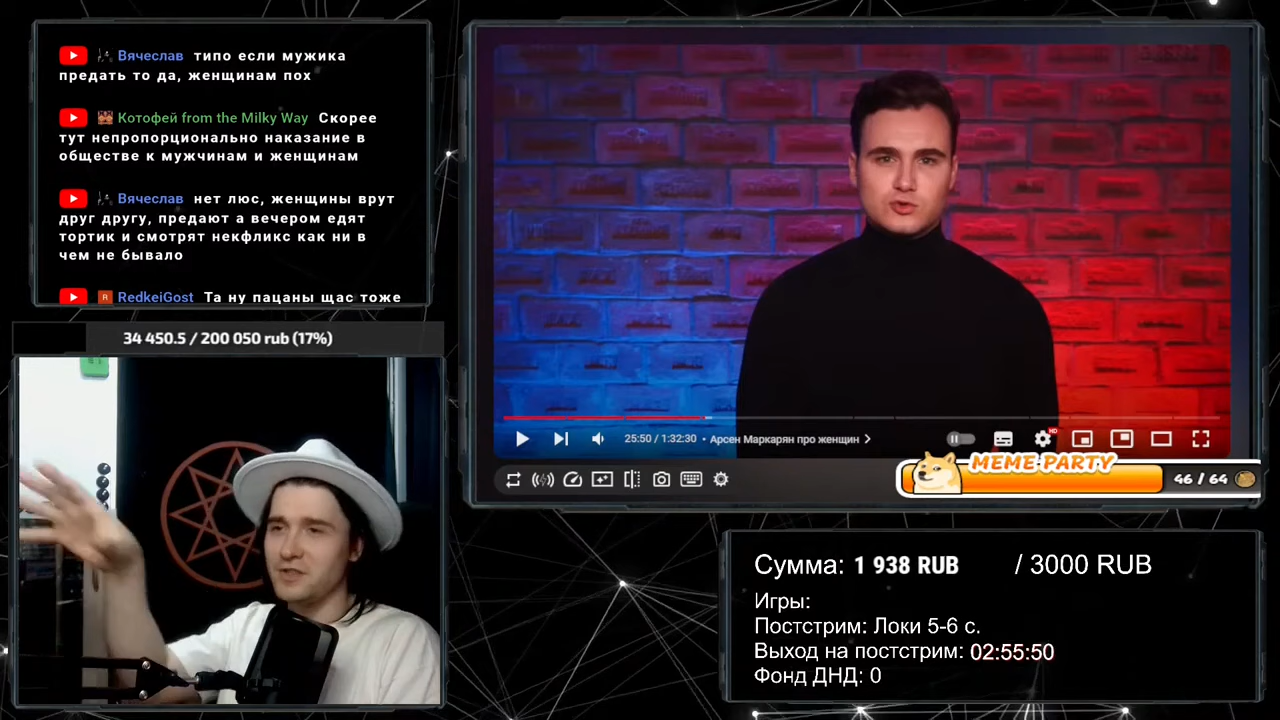 Вячеслав типо если мужика
предать то да, женщинам пох
Котофей from the Milky Way Скорее
тут непропорционально наказание в
обществе к мужчинам и женщинам
Вячеслав нет люс, женщины врут
друг другу, предают а вечером едят
тортик и смотрят некфликс как ни в
чем не бывало
R RedkeiGost Та ну пацаны щас тоже
34 450.5 / 200 050 rub (17%)
25:50 / 1:32:30 • Арсен Маркарян про женщин
HD
MEME PARTY
46 / 64
Сумма: 1 938 RUB / 3000 RUB
Игры:
Постстрим: Локи 5-6 с.
Выход на постстрим: 02:55:50
Фонд ДНД: 0